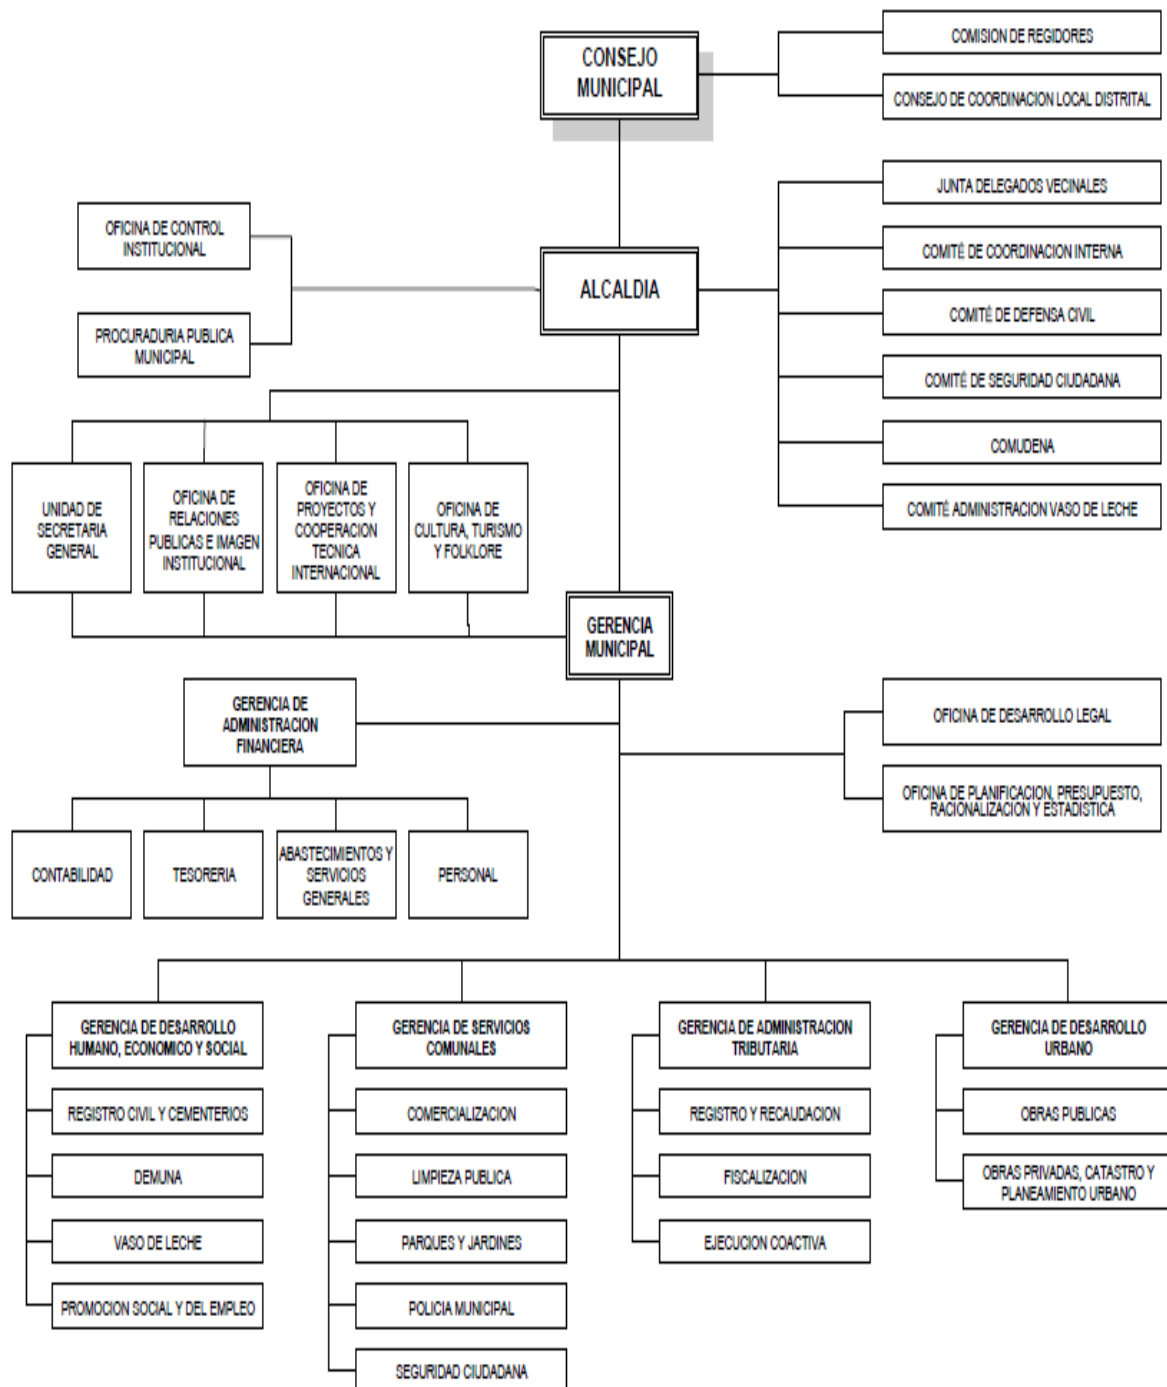 CONSEJO
MUNICIPAL
COMISION DE REGIDORES
CONSEJO DE COORDINACION LOCAL DISTRITAL
JUNTA DELEGADOS VECINALES
OFICINA DE CONTROL
INSTITUCIONAL
COMITÉ DE COORDINACION INTERNA
ALCALDIA
COMITÉ DE DEFENSA CIVIL
PROCURADURIA PUBLICA
MUNICIPAL
COMITÉ DE SEGURIDAD CIUDADANA
COMUDENA
COMITÉ ADMINISTRACION VASO DE LECHE
UNIDAD DE
SECRETARIA
GENERAL
OFICINA DE
RELACIONES
PUBLICAS E IMAGEN
INSTITUCIONAL
OFICINA DE
PROYECTOS Y
COOPERACION
TECNICA
INTERNACIONAL
OFICINA DE
CULTURA, TURISMO
Y FOLKLORE
GERENCIA
MUNICIPAL
GERENCIA DE
ADMINISTRACION
FINANCIERA
OFICINA DE DESARROLLO LEGAL
OFICINA DE PLANIFICACION, PRESUPUESTO,
RACIONALIZACION Y ESTADISTICA
CONTABILIDAD
TESORERIA
ABASTECIMIENTOS Y
SERVICIOS
GENERALES
PERSONAL
GERENCIA DE DESARROLLO
HUMANO, ECONOMICO Y SOCIAL
REGISTRO CIVIL Y CEMENTERIOS
DEMUNA
VASO DE LECHE
PROMOCION SOCIAL Y DEL EMPLEO
GERENCIA DE SERVICIOS
COMUNALES
COMERCIALIZACION
LIMPIEZA PUBLICA
PARQUES Y JARDINES
POLICIA MUNICIPAL
SEGURIDAD CIUDADANA
GERENCIA DE ADMINISTRACION
TRIBUTARIA
REGISTRO Y RECAUDACION
FISCALIZACION
EJECUCION COACTIVA
GERENCIA DE DESARROLLO
URBANO
OBRAS PUBLICAS
OBRAS PRIVADAS, CATASTRO Y
PLANEAMIENTO URBANO